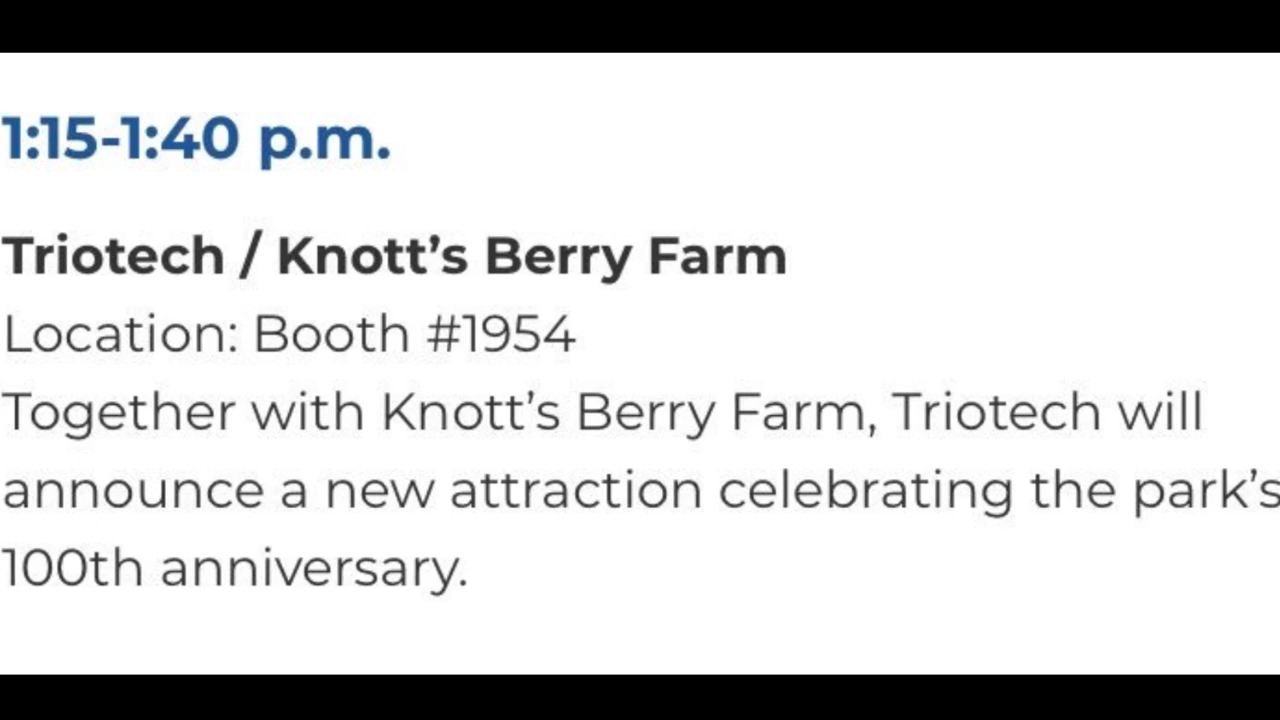 1:15-1:40 p.m.
Triotech / Knott’s Berry Farm
Location: Booth #1954
Together with Knott’s Berry Farm, Triotech will
announce a new attraction celebrating the park’s
100th anniversary.